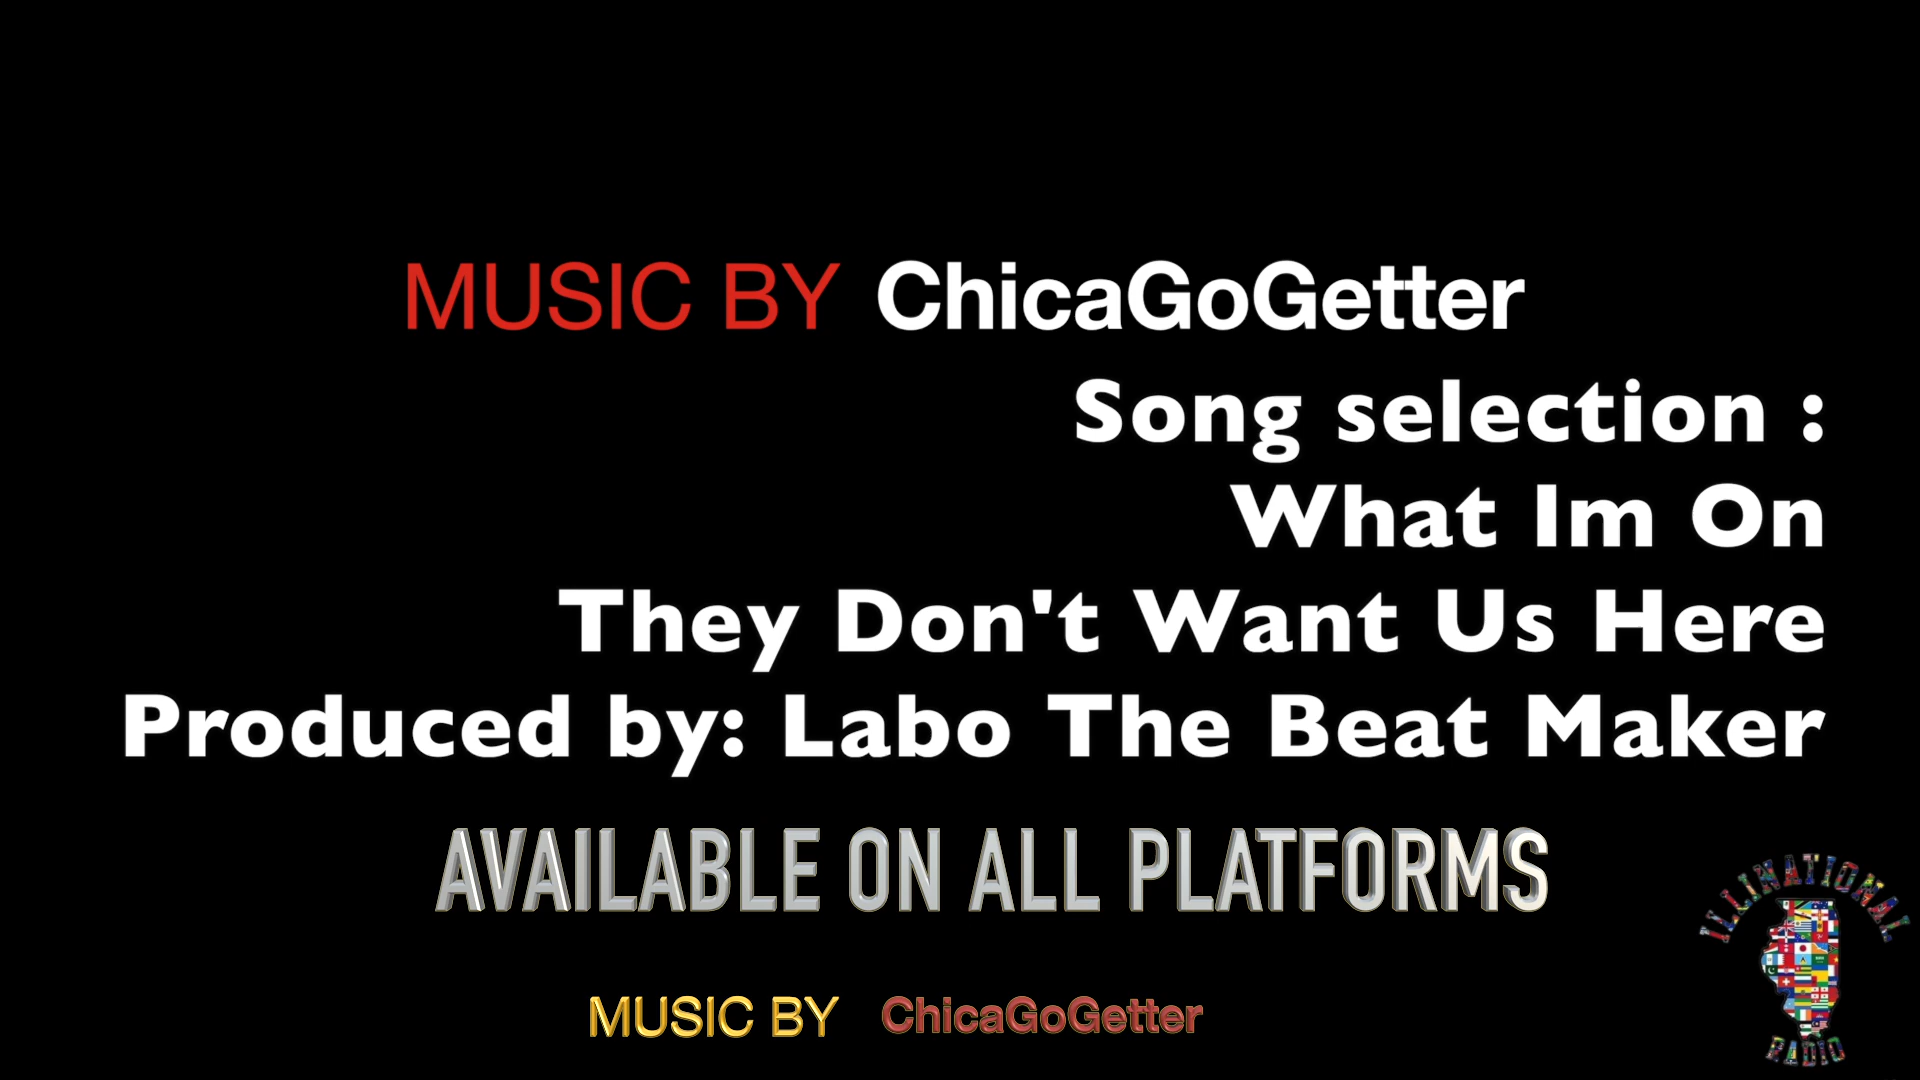 MUSIC BY ChicaGoGetter
Song selection :
What Im On
They Don't Want Us Here
Produced by: Labo The Beat Maker
AVAILABLE ON ALL PLATFORMS
ILLINATIONAL
RADIO
MUSIC BY ChicaGoGetter